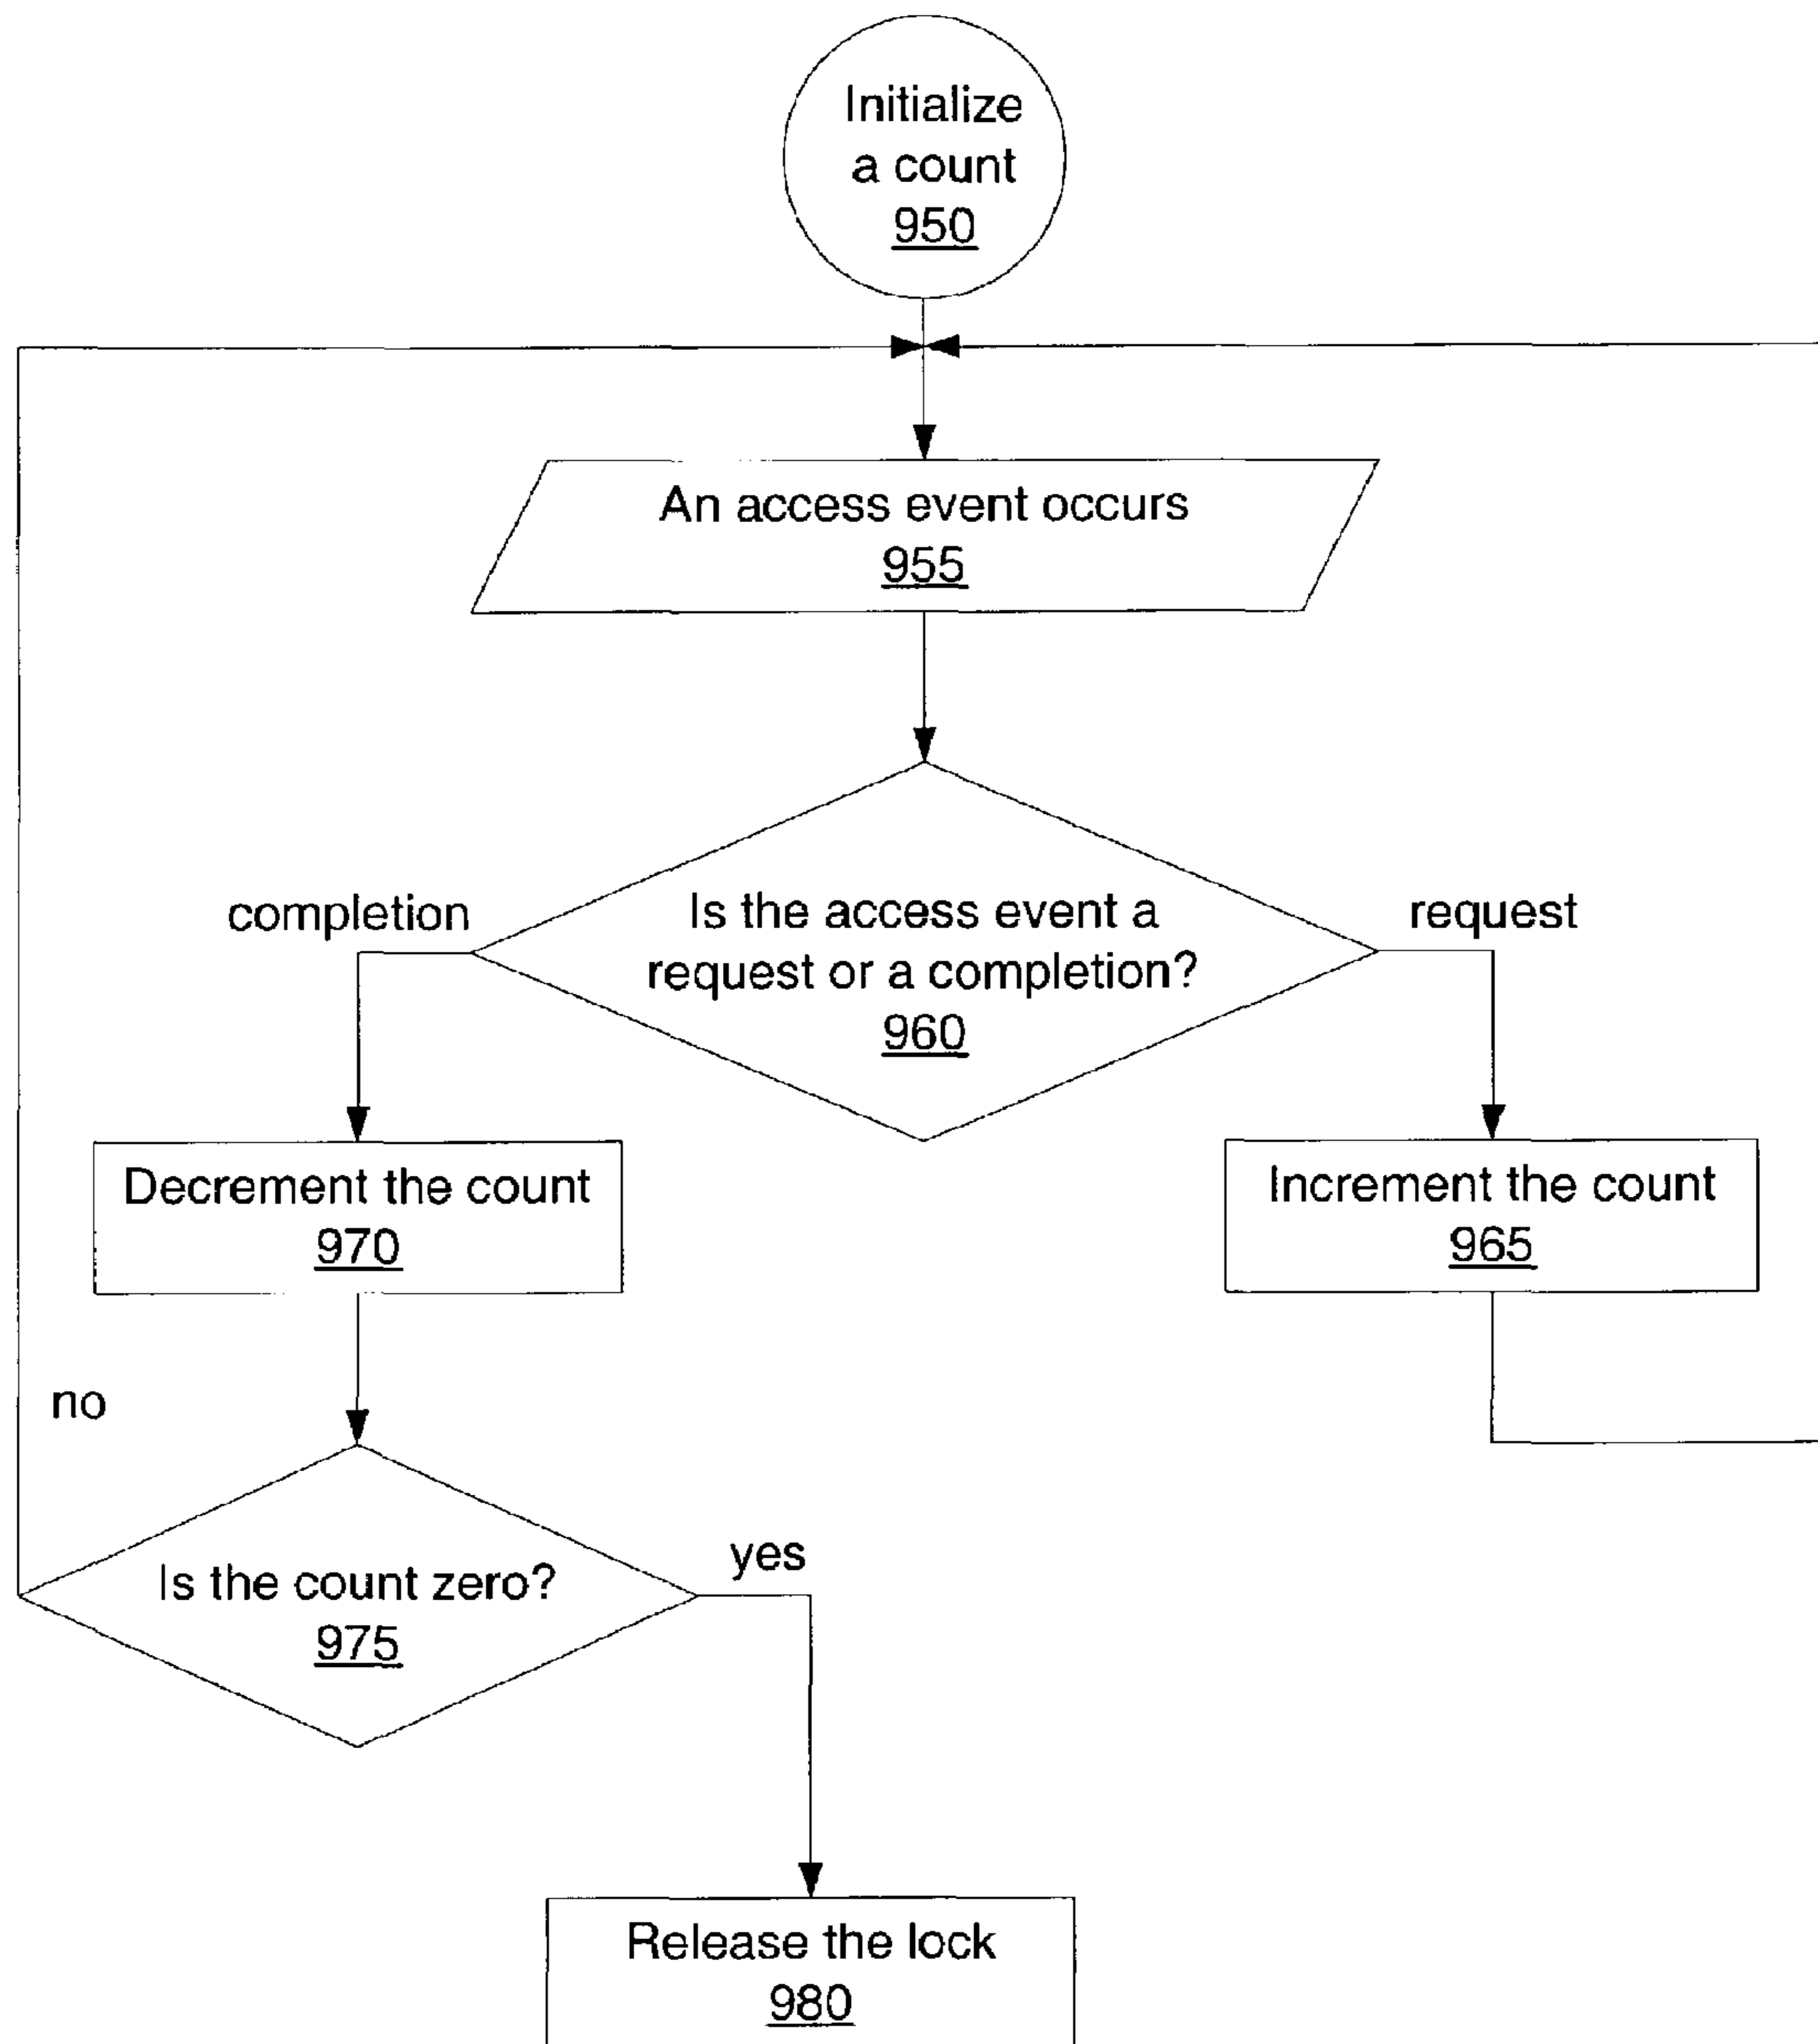 Initialize
a count
950
An access event occurs
955
completion
Is the access event a
request or a completion?
960
request
Decrement the count
970
Increment the count
965
no
Is the count zero?
975
yes
Release the lock
980